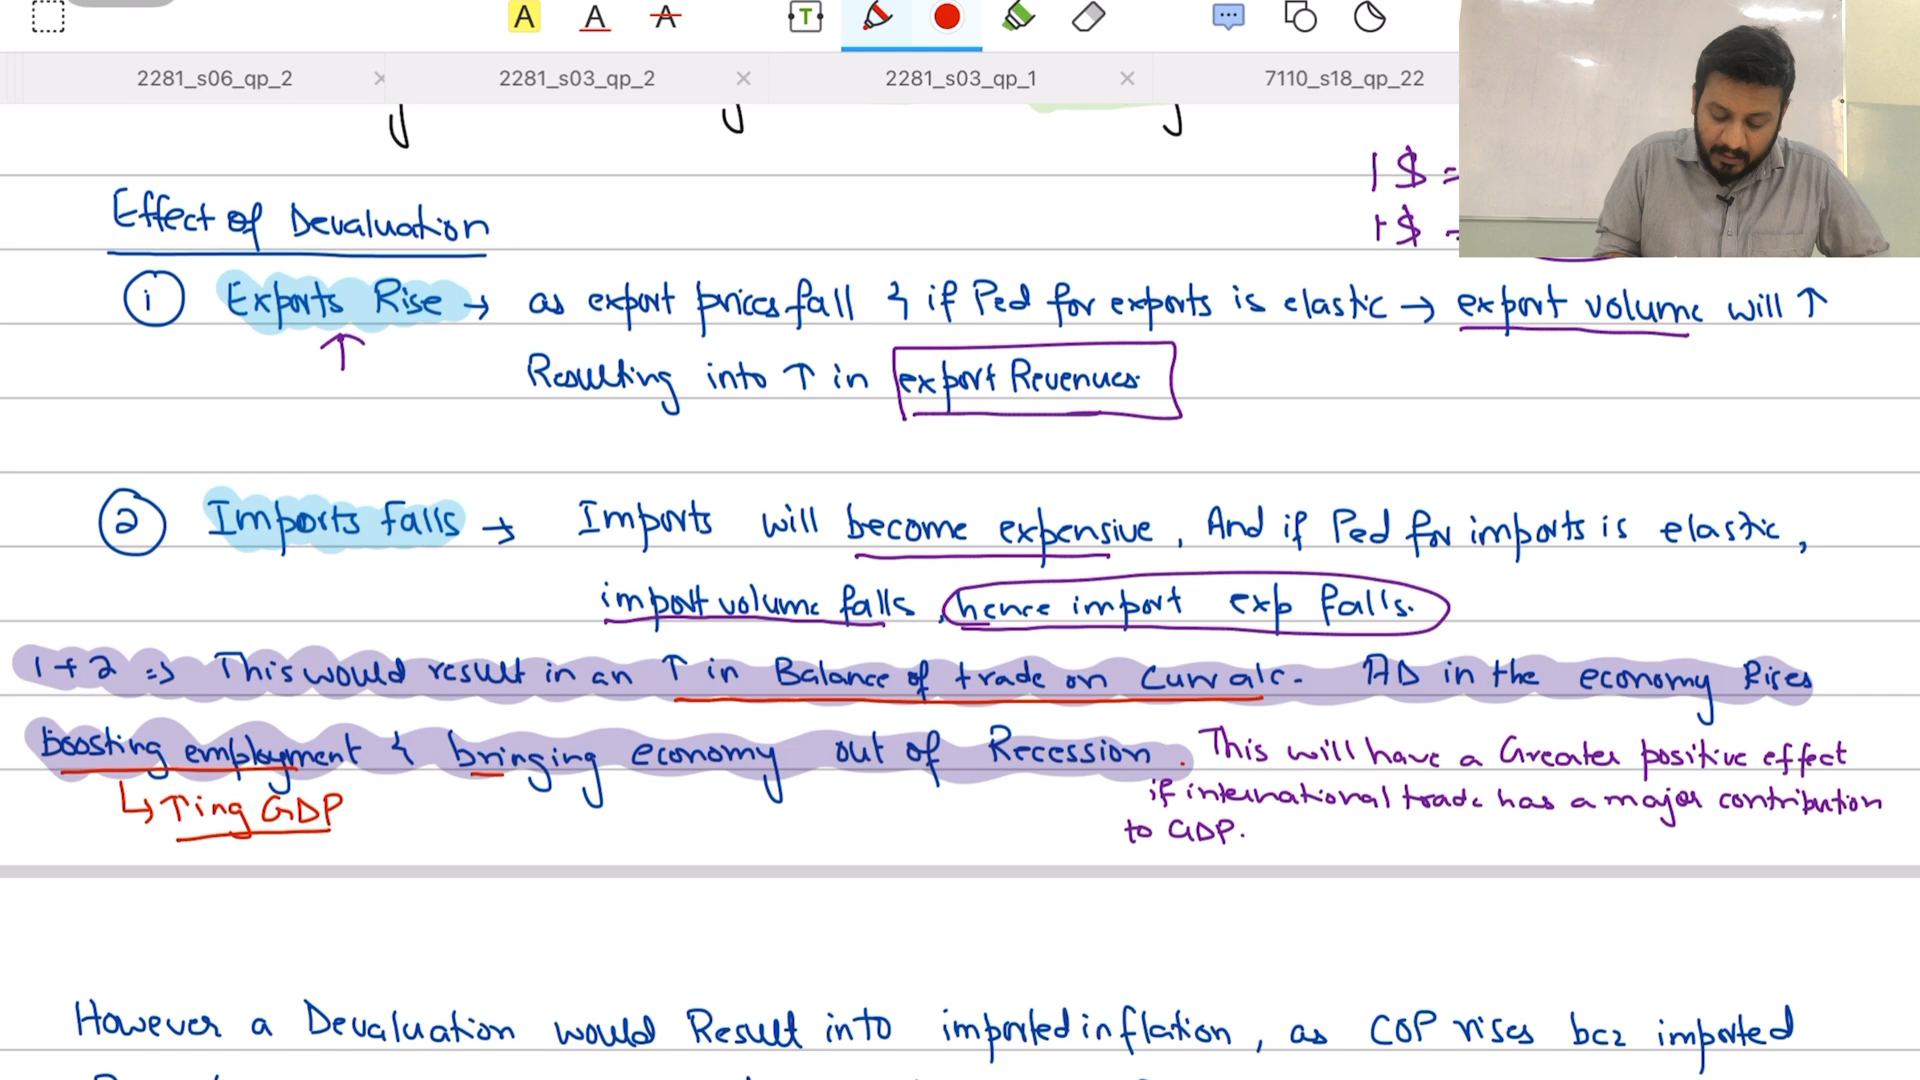 A A A T
2281_s06_qp_2 × 2281_s03_qp_2 × 2281_s03_qp_1 × 7110_s18_qp_22
1 $ =
1 $
Effect of Devaluation
1 Exports Rise → as export prices fall & if Ped for exports is elastic → export volume will ↑
↑
Resulting into ↑ in export Revenues.
2 Imports falls → Imports will become expensive, And if Ped for imports is elastic,
import volume falls, hence import exp falls.
1 + 2 => This would result in an ↑ in Balance of trade on Curr a/c. AD in the economy Rises
boosting employment & bringing economy out of Recession. This will have a Greater positive effect
if international trade has a major contribution
to GDP.
↳ ↑ing GDP
However a Devaluation would Result into imported inflation, as COP rises bcz imported